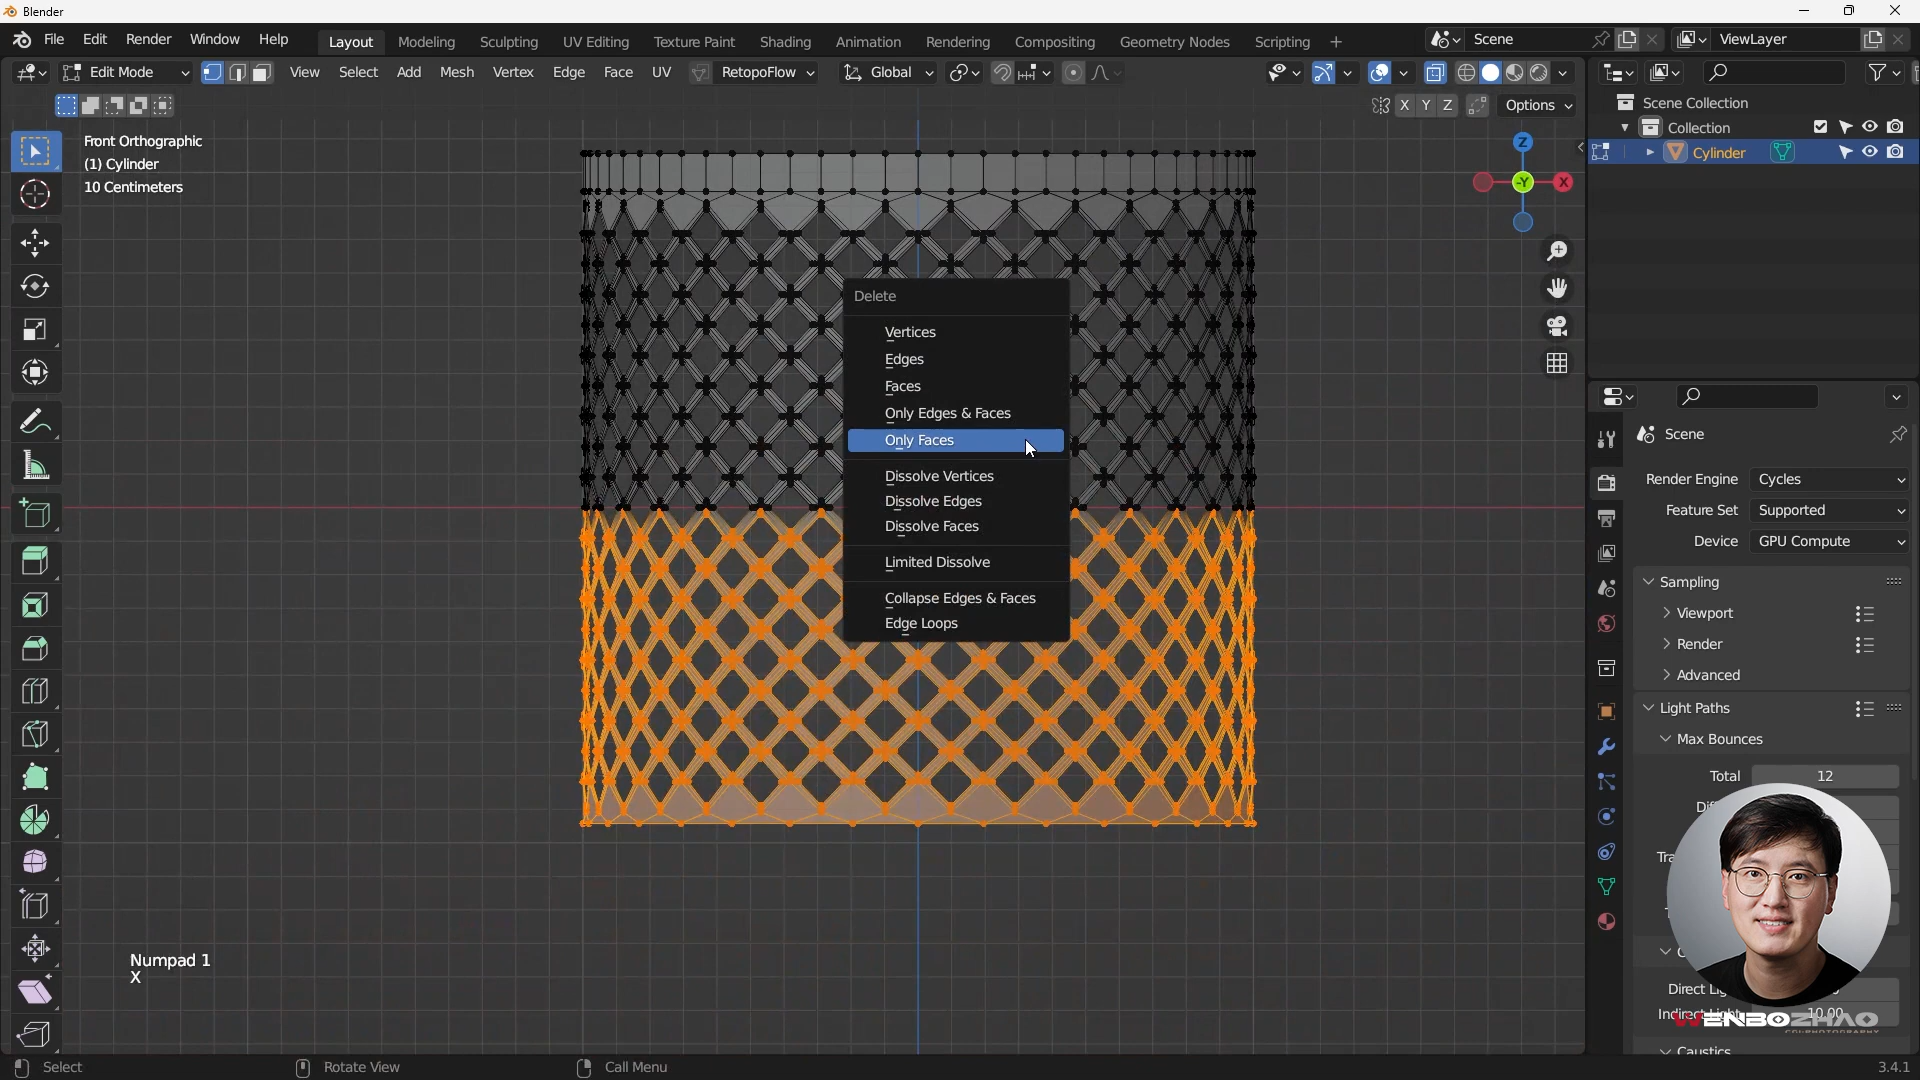 Blender
File Edit Render Window Help
Layout Modeling Sculpting UV Editing Texture Paint Shading Animation Rendering Compositing Geometry Nodes Scripting +
Scene
ViewLayer
Edit Mode
View Select Add Mesh Vertex Edge Face UV
RetopoFlow
Global
X Y Z
Options
Front Orthographic
(1) Cylinder
10 Centimeters
Z
-Y
X
Delete
Vertices
Edges
Faces
Only Edges & Faces
Only Faces
Dissolve Vertices
Dissolve Edges
Dissolve Faces
Limited Dissolve
Collapse Edges & Faces
Edge Loops
Numpad 1
X
Scene Collection
Collection
Cylinder
Scene
Render Engine Cycles
Feature Set Supported
Device GPU Compute
Sampling
Viewport
Render
Advanced
Light Paths
Max Bounces
Total 12
Direct
10.00
WENBOZHAO
Caustics
Select
Rotate View
Call Menu
3.4.1